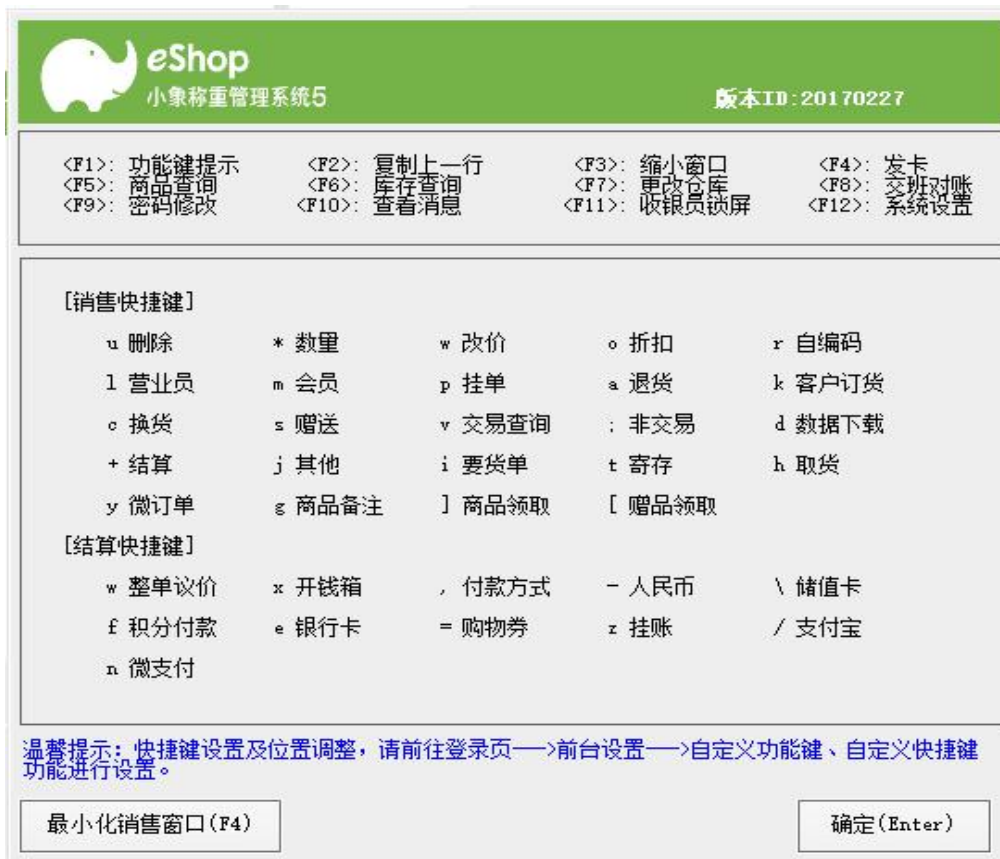 eShop
小象称重管理系统5
版本ID:20170227
<F1>: 功能键提示 <F2>: 复制上一行 <F3>: 缩小窗口 <F4>: 发卡
<F5>: 商品查询 <F6>: 库存查询 <F7>: 更改仓库 <F8>: 交班对账
<F9>: 密码修改 <F10>: 查看消息 <F11>: 收银员锁屏 <F12>: 系统设置
[销售快捷键]
u 删除 * 数量 w 改价 o 折扣 r 自编码
l 营业员 m 会员 p 挂单 a 退货 k 客户订货
c 换货 s 赠送 v 交易查询 ; 非交易 d 数据下载
+ 结算 j 其他 i 要货单 t 寄存 h 取货
y 微订单 g 商品备注 ] 商品领取 [ 赠品领取
[结算快捷键]
w 整单议价 x 开钱箱 , 付款方式 - 人民币 \ 储值卡
f 积分付款 e 银行卡 = 购物券 z 挂账 / 支付宝
n 微支付
温馨提示: 快捷键设置及位置调整，请前往登录页——>前台设置——>自定义功能键、自定义快捷键
功能进行设置。
最小化销售窗口(F4) 确定(Enter)